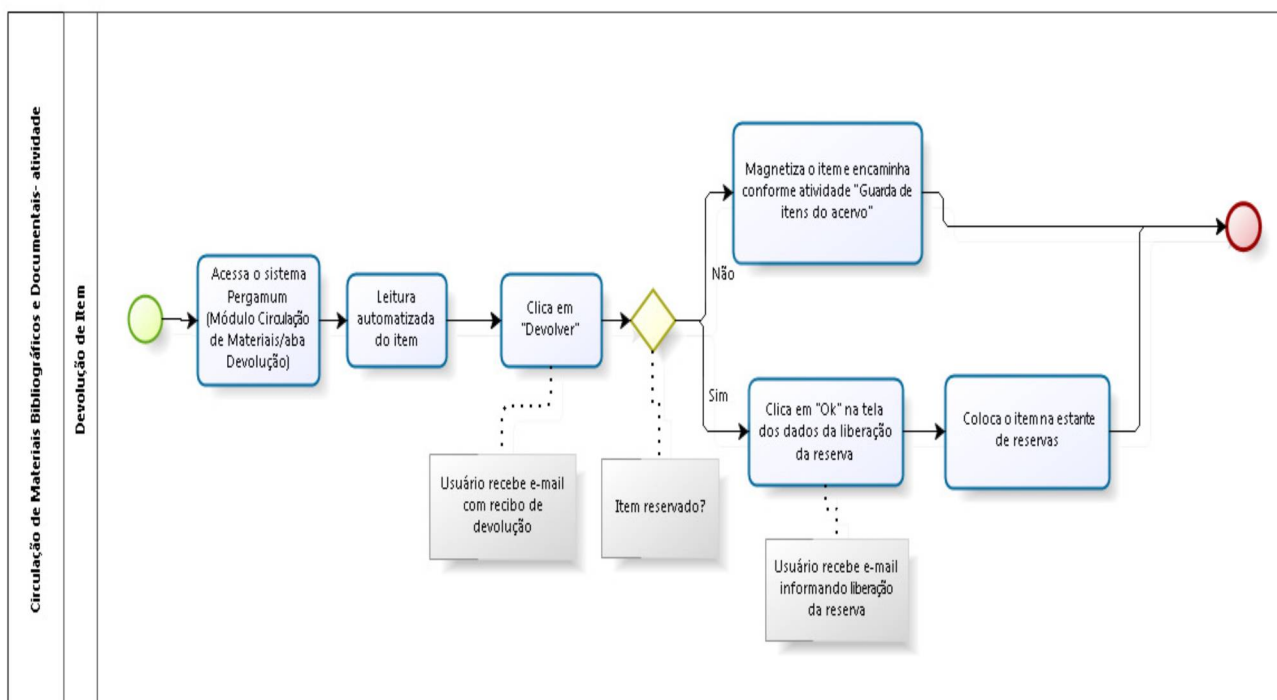 Circulação de Materiais Bibliográficos e Documentais- atividade
Devolução de Item
Acessa o sistema
Pergamum
(Módulo Circulação
de Materiais/aba
Devolução)
Leitura
automatizada
do item
Clica em
"Devolver"
Usuário recebe e-mail
com recibo de
devolução
Item reservado?
Não
Magnetiza o item e encaminha
conforme atividade "Guarda de
itens do acervo"
Sim
Clica em "Ok" na tela
dos dados da liberação
da reserva
Usuário recebe e-mail
informando liberação
da reserva
Coloca o item na estante
de reservas